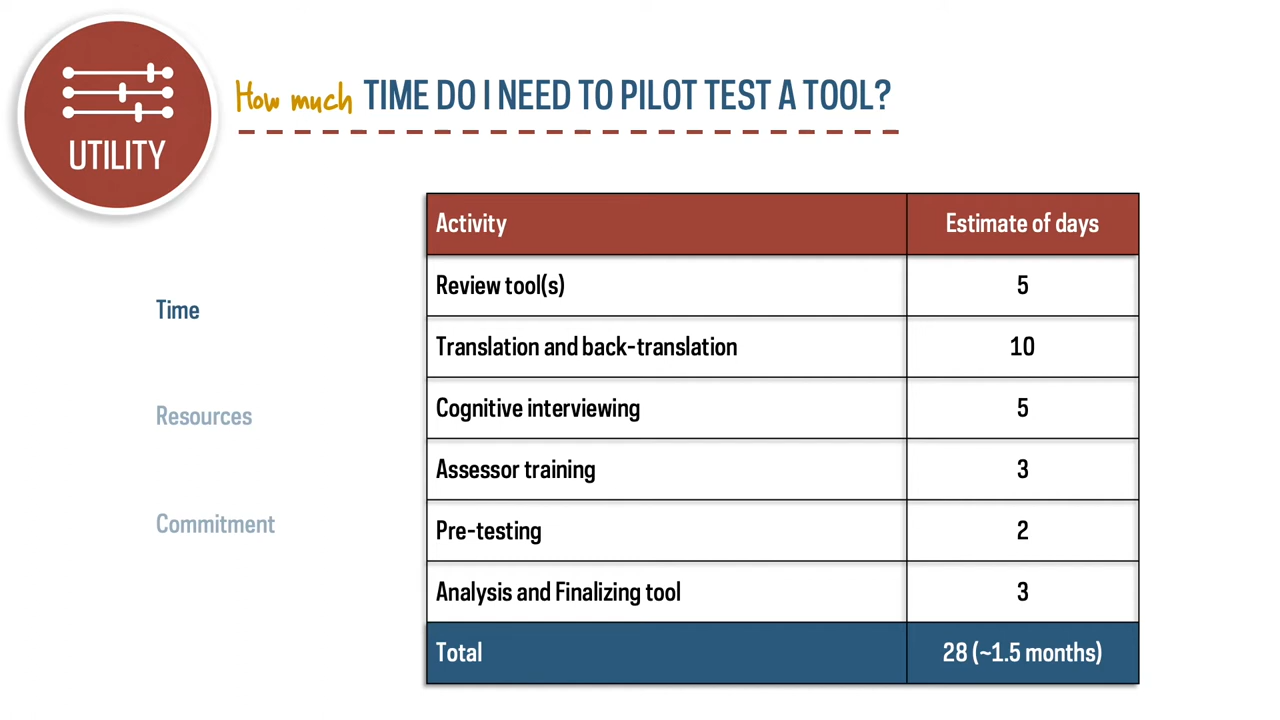 UTILITY
How much TIME DO I NEED TO PILOT TEST A TOOL?
Time
Resources
Commitment
Activity Estimate of days
Review tool(s) 5
Translation and back-translation 10
Cognitive interviewing 5
Assessor training 3
Pre-testing 2
Analysis and Finalizing tool 3
Total 28 (~1.5 months)